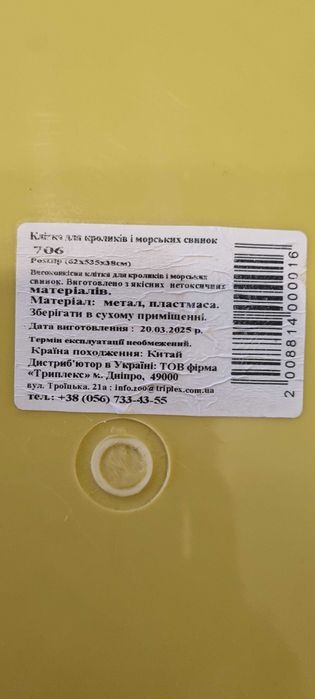 Клітка для кроликів і морських свинок
706
Розмір (62х535х38см)
Високоякісна клітка для кроликів і морських
свинок. Виготовлено з якісних нетоксичних
матеріалів.
Матеріал: метал, пластмаса.
Зберігати в сухому приміщенні.
Дата виготовлення : 20.03.2025 р.
Термін експлуатації необмежений.
Країна походження: Китай
Дистриб'ютор в Україні: ТОВ фірма
«Триплекс» м. Дніпро, 49000
вул. Троїцька, 21а : info.zoo@triplex.com.ua
тел.: +38 (056) 733-43-55
2008814000016